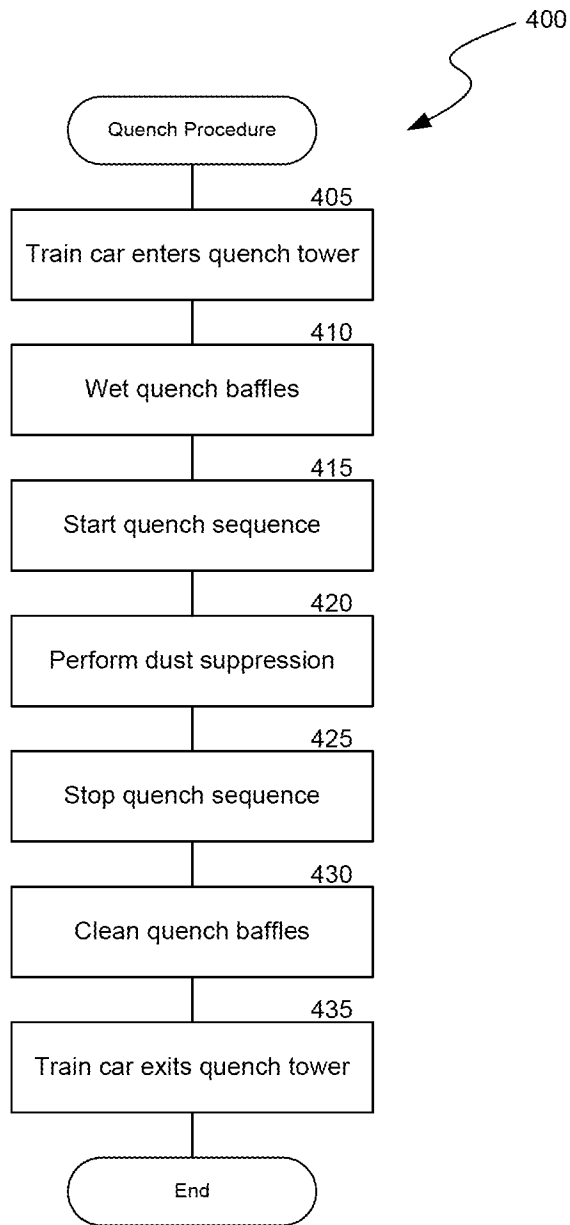 400
Quench Procedure
405
Train car enters quench tower
410
Wet quench baffles
415
Start quench sequence
420
Perform dust suppression
425
Stop quench sequence
430
Clean quench baffles
435
Train car exits quench tower
End